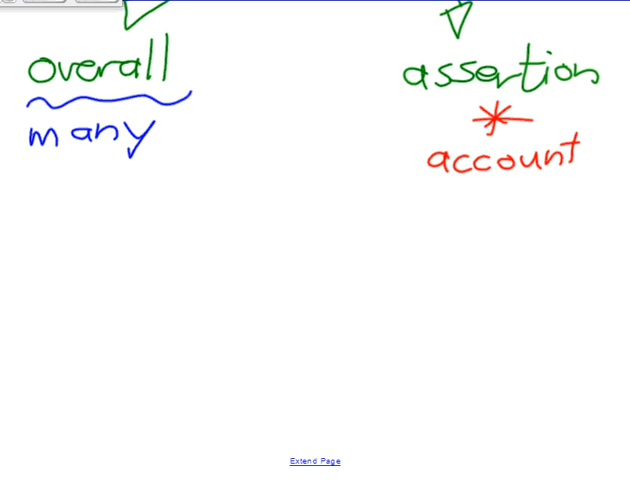 overall
many
assertion
account
Extend Page